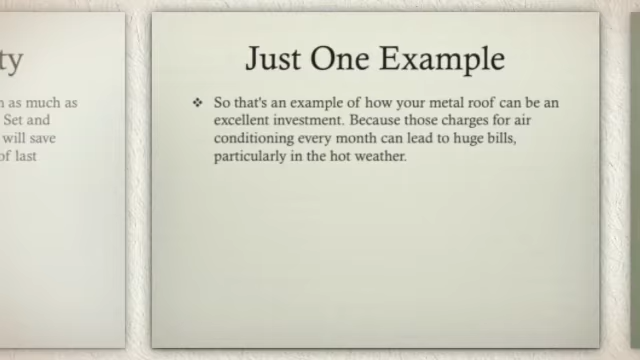 ty
n as much as
Set and
will save
of last
Just One Example
❖ So that's an example of how your metal roof can be an
excellent investment. Because those charges for air
conditioning every month can lead to huge bills,
particularly in the hot weather.